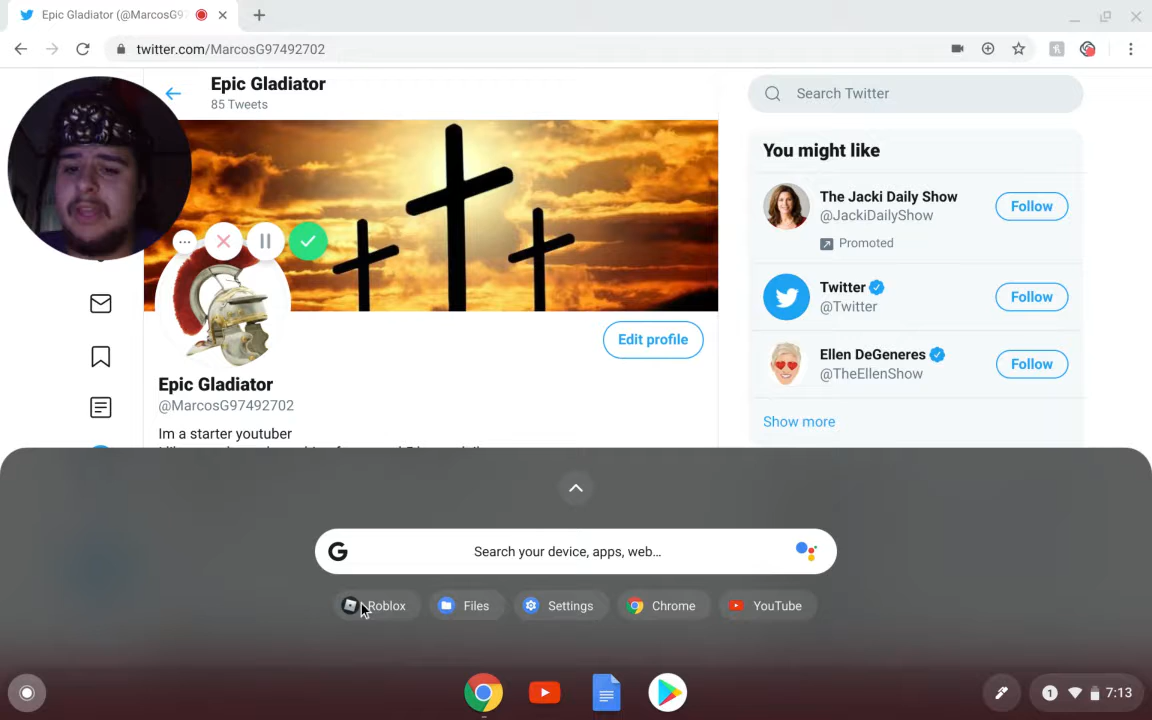 Epic Gladiator (@MarcosG97
twitter.com/MarcosG97492702
Epic Gladiator
85 Tweets
Search Twitter
You might like
The Jacki Daily Show
@JackiDailyShow
Follow
Promoted
Twitter
@Twitter
Follow
Ellen DeGeneres
@TheEllenShow
Follow
Show more
Edit profile
Epic Gladiator
@MarcosG97492702
Im a starter youtuber
Search your device, apps, web...
Roblox
Files
Settings
Chrome
YouTube
1
7:13